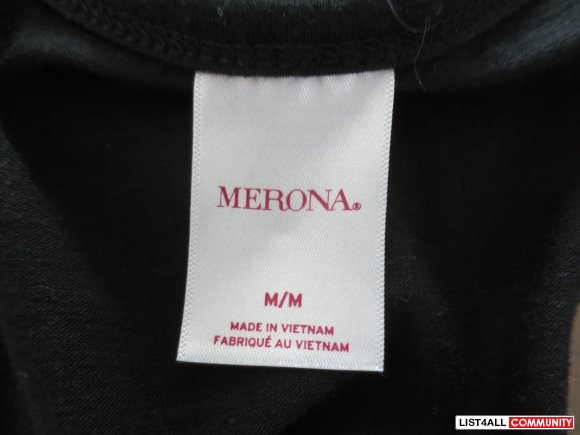 MERONA®
M/M
MADE IN VIETNAM
FABRIQUÉ AU VIETNAM
LIST4ALL COMMUNITY